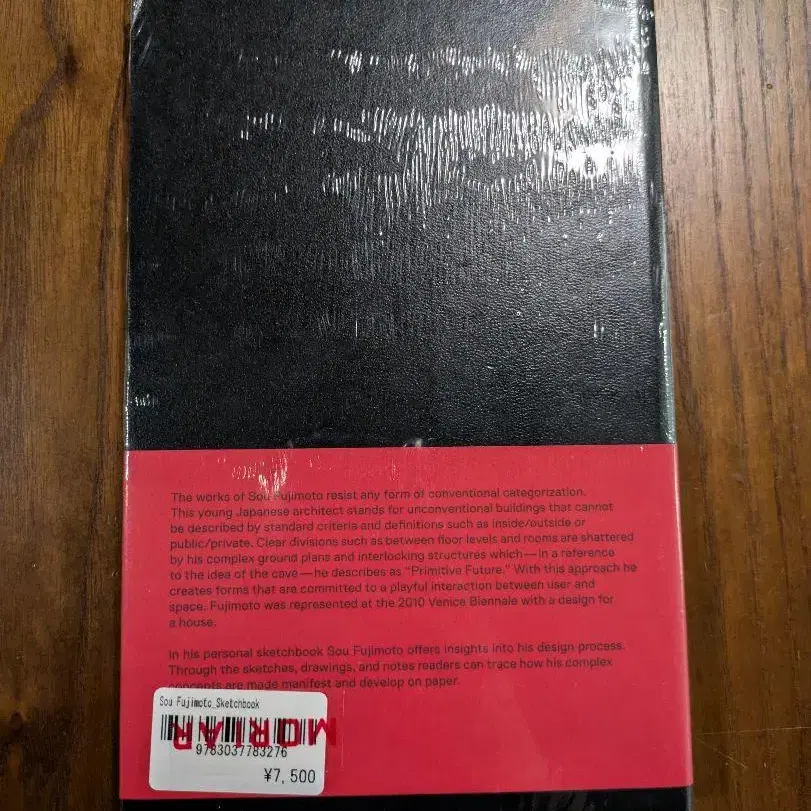 The works of Sou Fujimoto resist any form of conventional categorization.
This young Japanese architect stands for unconventional buildings that cannot
be described by standard criteria and definitions such as inside/outside or
public/private. Clear divisions such as between floor levels and rooms are shattered
by his complex ground plans and interlocking structures which — in a reference
to the idea of the cave — he describes as “Primitive Future.” With this approach he
creates forms that are committed to a playful interaction between user and
space. Fujimoto was represented at the 2010 Venice Biennale with a design for
a house.
In his personal sketchbook Sou Fujimoto offers insights into his design process.
Through the sketches, drawings, and notes readers can trace how his complex
concepts are made manifest and develop on paper.
Sou Fujimoto_Sketchbook
MORIAR
9783037783276
¥7,500